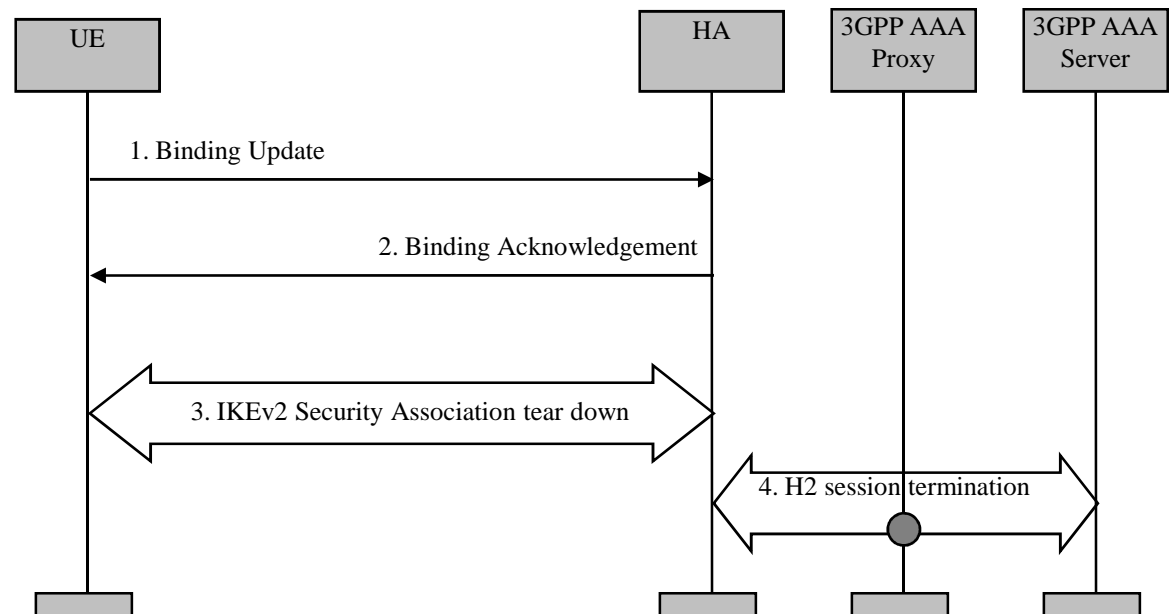 UE
HA
3GPP AAA
Proxy
3GPP AAA
Server
1. Binding Update
2. Binding Acknowledgement
3. IKEv2 Security Association tear down
4. H2 session termination